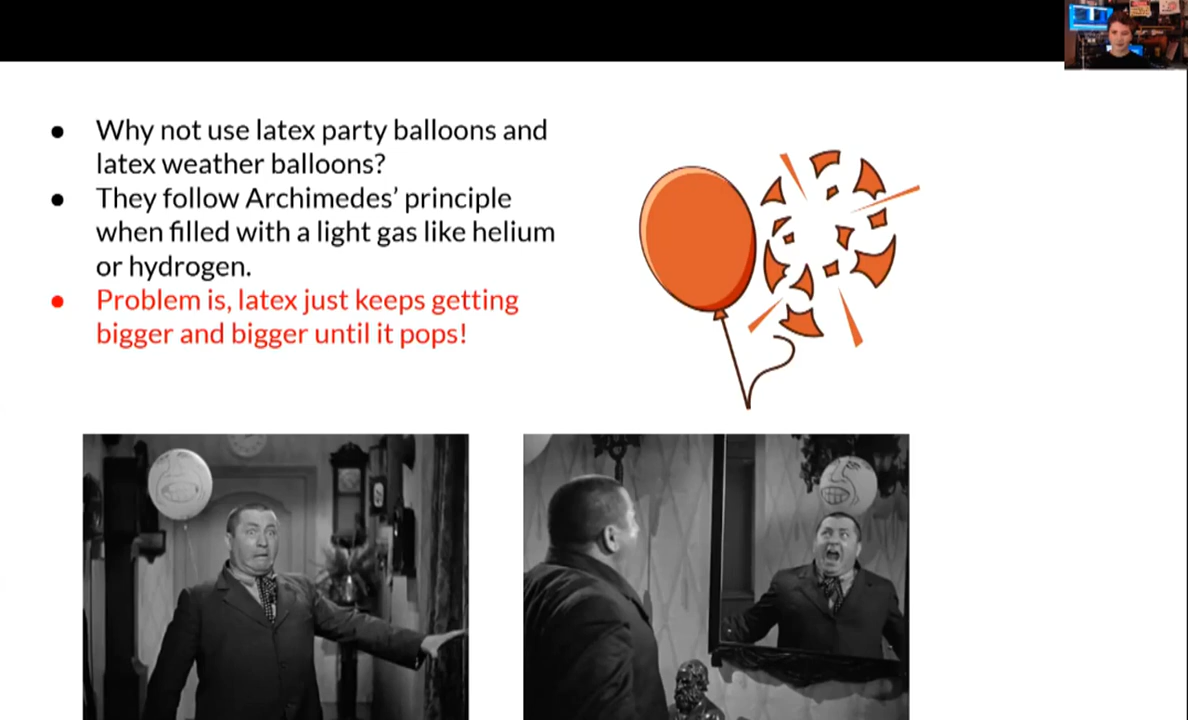 ● Why not use latex party balloons and
latex weather balloons?
● They follow Archimedes’ principle
when filled with a light gas like helium
or hydrogen.
● Problem is, latex just keeps getting
bigger and bigger until it pops!